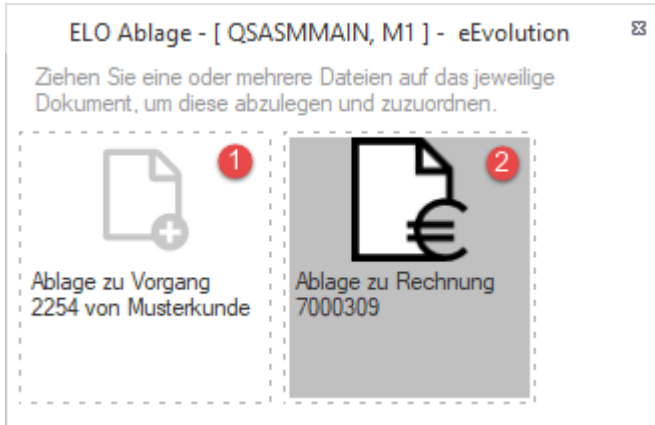 ELO Ablage - [ QSASMMAIN, M1 ] - eEvolution
Ziehen Sie eine oder mehrere Dateien auf das jeweilige
Dokument, um diese abzulegen und zuzuordnen.
1
Ablage zu Vorgang
2254 von Musterkunde
2
Ablage zu Rechnung
7000309